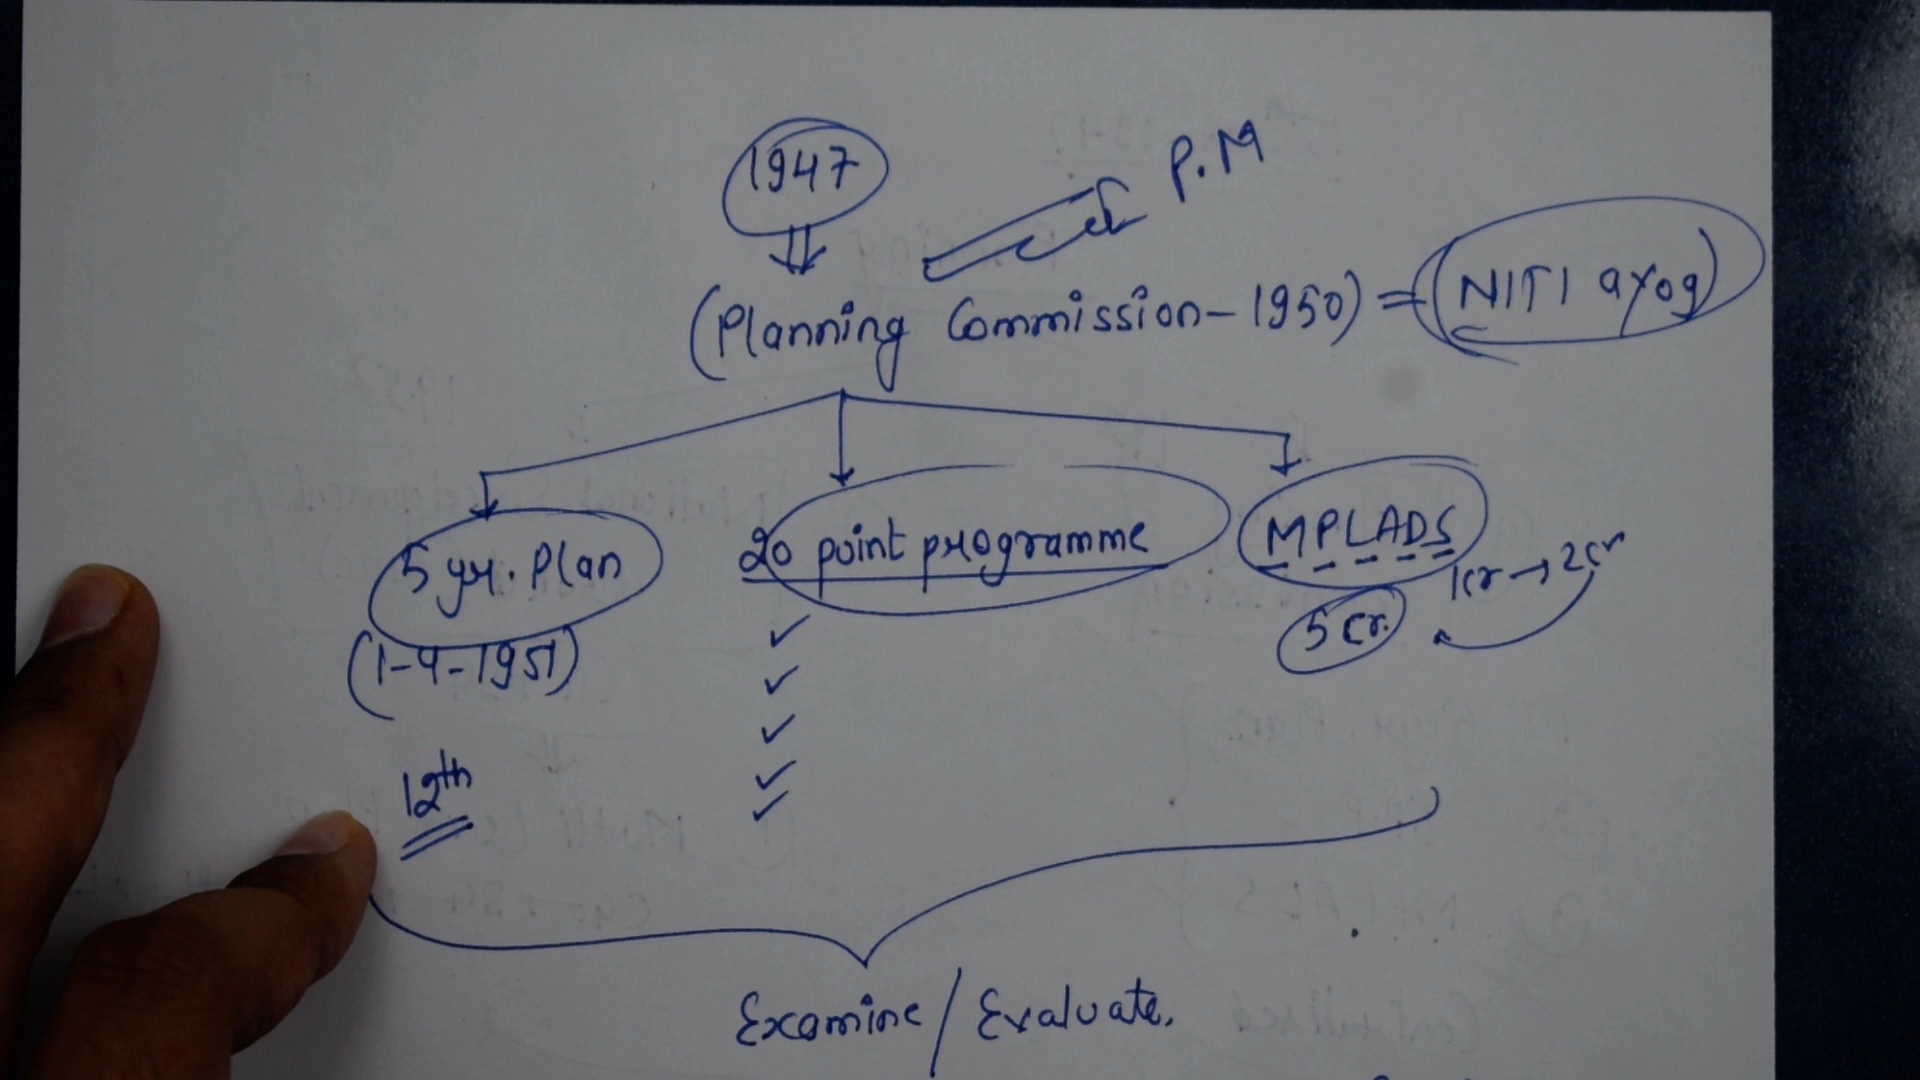 1947
P.M
(Planning Commission-1950) = (NITI ayog)
5 yr. Plan
20 point programme
MPLADS
1cr → 2cr
5 cr.
(1-4-1951)
12th
Examine / Evaluate.